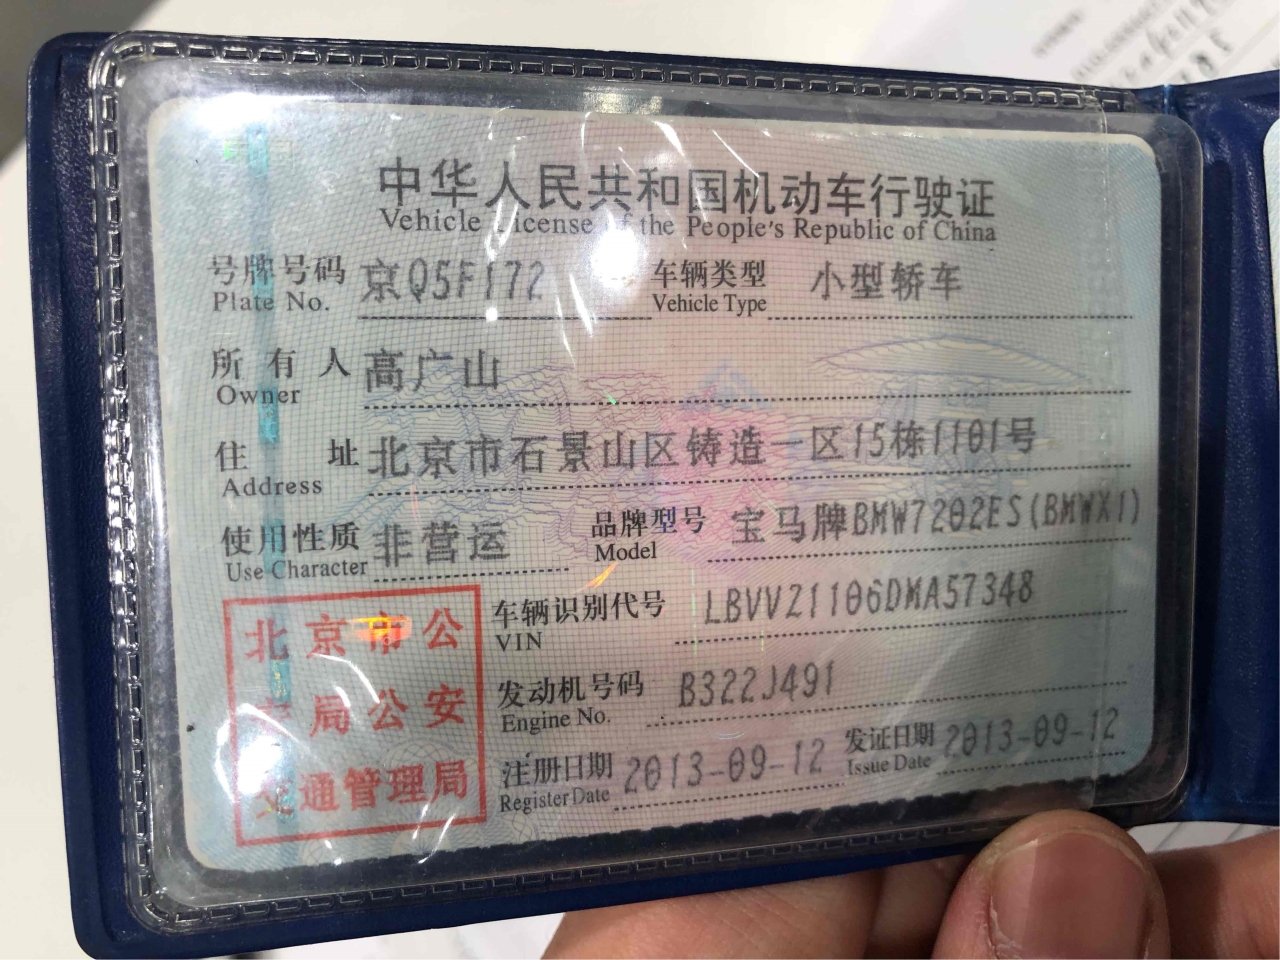 中华人民共和国机动车行驶证
Vehicle License of the People's Republic of China
号牌号码 京Q5F172 车辆类型 小型轿车
Plate No. Vehicle Type
所有人 高广山
Owner
住址 北京市石景山区铸造一区15栋1101号
Address
使用性质 非营运 品牌型号 宝马牌BMW7202ES(BMWX1)
Use Character Model
车辆识别代号 LBVVZ1106DMA57348
VIN
发动机号码 B322J491
Engine No.
注册日期 2013-09-12 发证日期 2013-09-12
Register Date Issue Date
北京市公
安局公安
交通管理局